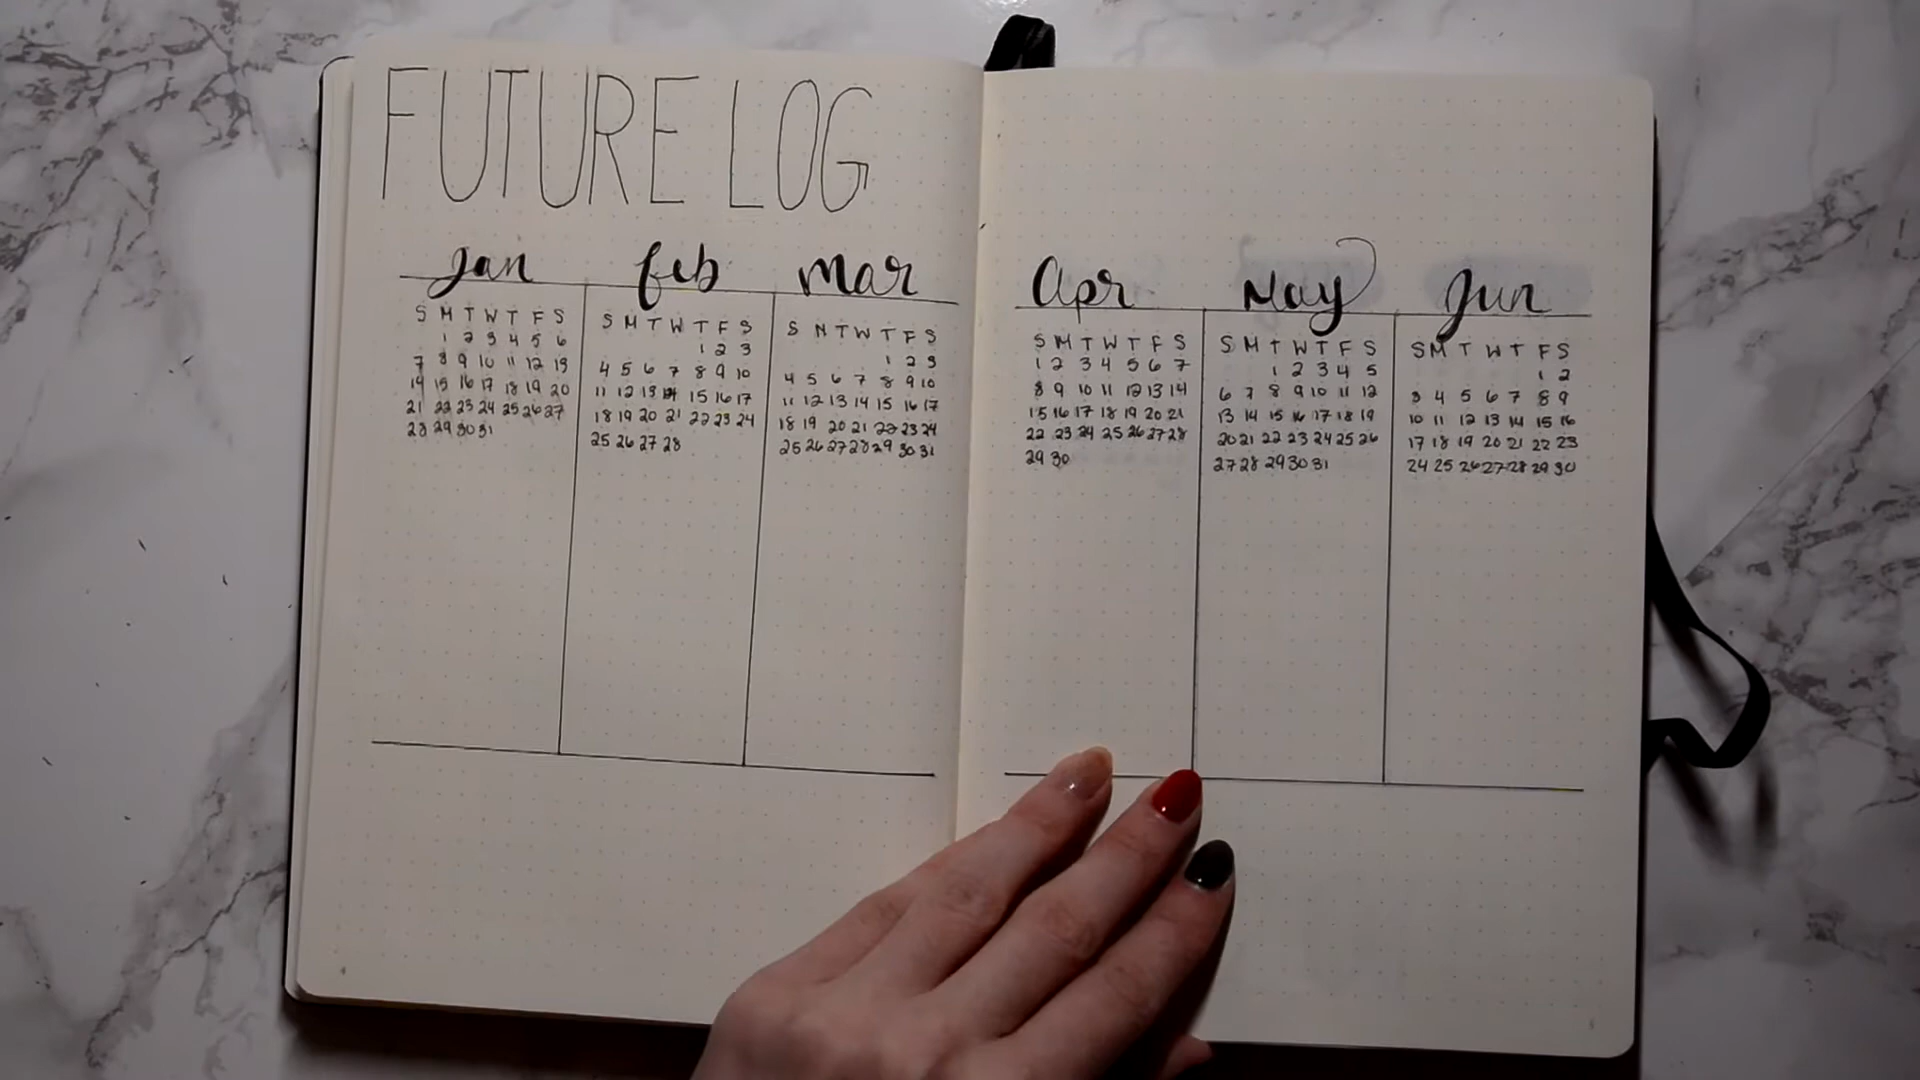 FUTURE LOG
Jan
S M T W T F S
1 2 3 4 5 6
7 8 9 10 11 12 13
14 15 16 17 18 19 20
21 22 23 24 25 26 27
28 29 30 31
feb
S M T W T F S
1 2 3
4 5 6 7 8 9 10
11 12 13 14 15 16 17
18 19 20 21 22 23 24
25 26 27 28
Mar
S M T W T F S
1 2 3
4 5 6 7 8 9 10
11 12 13 14 15 16 17
18 19 20 21 22 23 24
25 26 27 28 29 30 31
Apr
S M T W T F S
1 2 3 4 5 6 7
8 9 10 11 12 13 14
15 16 17 18 19 20 21
22 23 24 25 26 27 28
29 30
May
S M T W T F S
1 2 3 4 5
6 7 8 9 10 11 12
13 14 15 16 17 18 19
20 21 22 23 24 25 26
27 28 29 30 31
Jun
S M T W T F S
1 2
3 4 5 6 7 8 9
10 11 12 13 14 15 16
17 18 19 20 21 22 23
24 25 26 27 28 29 30
4
5